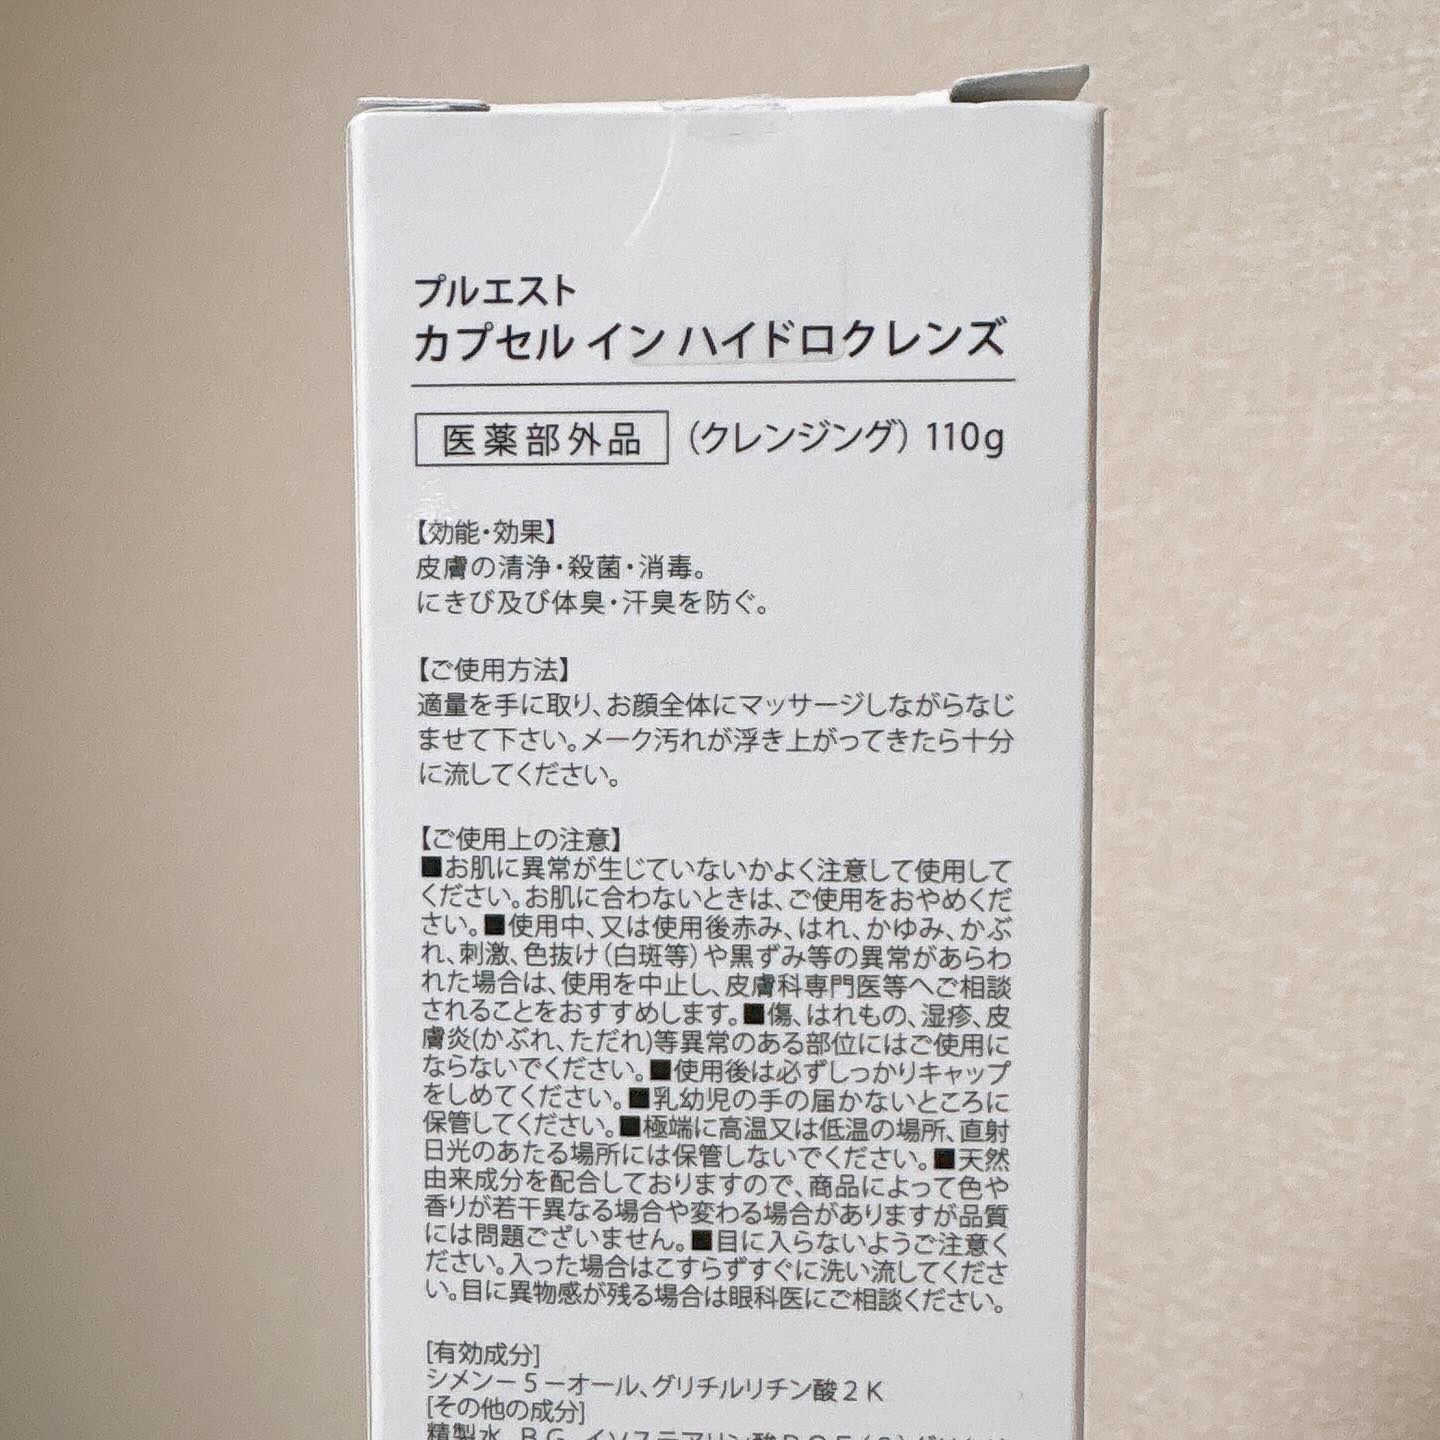 プルエスト
カプセル イン ハイドロクレンズ
医薬部外品 （クレンジング） 110g
【効能・効果】
皮膚の清浄・殺菌・消毒。
にきび及び体臭・汗臭を防ぐ。
【ご使用方法】
適量を手に取り、お顔全体にマッサージしながらなじ
ませて下さい。メーク汚れが浮き上がってきたら十分
に流してください。
【ご使用上の注意】
■お肌に異常が生じていないかよく注意して使用して
ください。お肌に合わないときは、ご使用をおやめくだ
さい。■使用中、又は使用後赤み、はれ、かゆみ、かぶ
れ、刺激、色抜け（白斑等）や黒ずみ等の異常があらわ
れた場合は、使用を中止し、皮膚科専門医等へご相談
されることをおすすめします。■傷、はれもの、湿疹、皮
膚炎(かぶれ、ただれ)等異常のある部位にはご使用に
ならないでください。■使用後は必ずしっかりキャップ
をしめてください。■乳幼児の手の届かないところに
保管してください。■極端に高温又は低温の場所、直射
日光のあたる場所には保管しないでください。■天然
由来成分を配合しておりますので、商品によって色や
香りが若干異なる場合や変わる場合がありますが品質
には問題ございません。■目に入らないようご注意く
ださい。入った場合はこすらずすぐに洗い流してくださ
い。目に異物感が残る場合は眼科医にご相談ください。
[有効成分]
シメン－５－オール、グリチルリチン酸２Ｋ
[その他の成分]
精製水、ＢＧ、イソステアリン酸ＰＯＥ